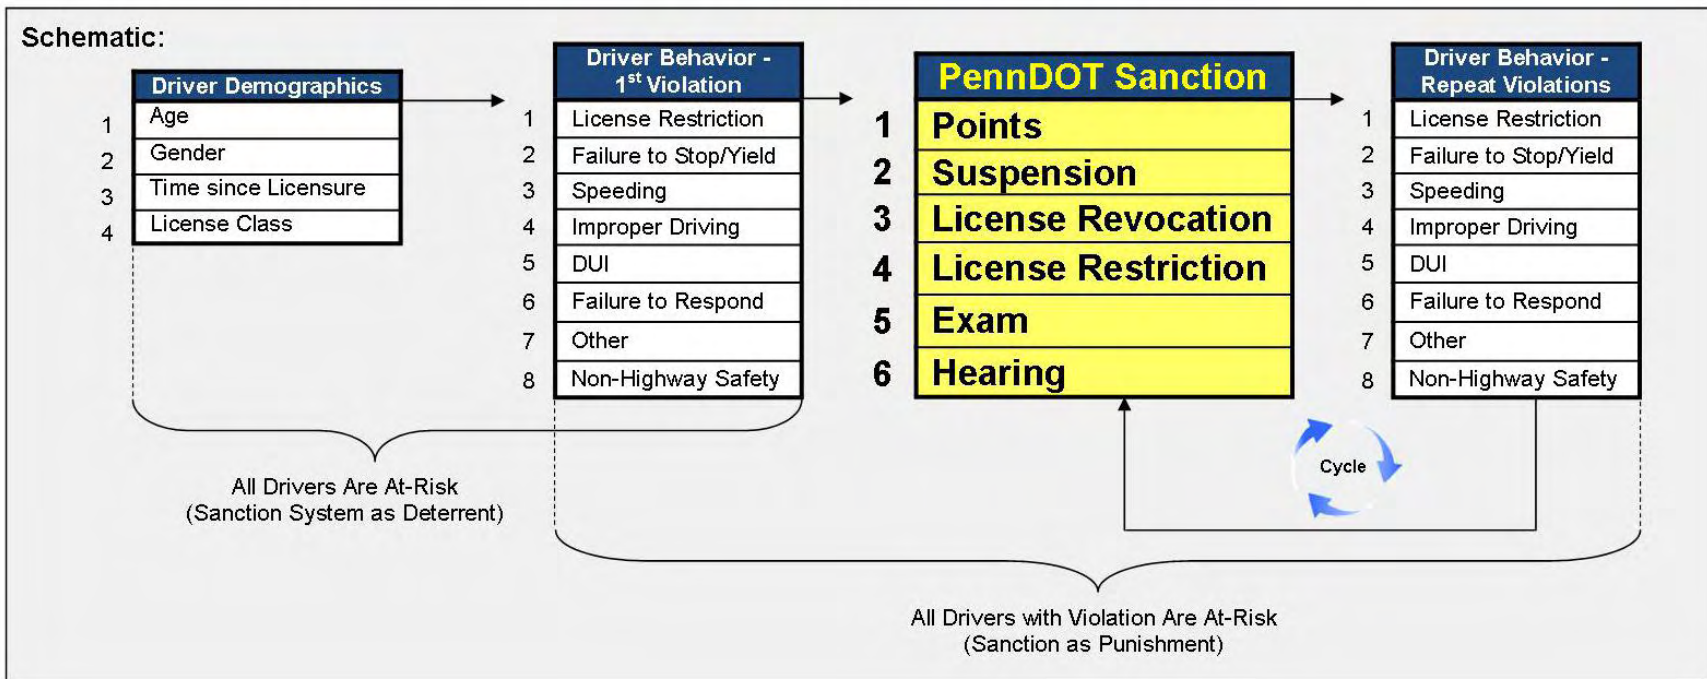 Schematic:
Driver Demographics
1 Age
2 Gender
3 Time since Licensure
4 License Class
Driver Behavior -
1st Violation
1 License Restriction
2 Failure to Stop/Yield
3 Speeding
4 Improper Driving
5 DUI
6 Failure to Respond
7 Other
8 Non-Highway Safety
PennDOT Sanction
1 Points
2 Suspension
3 License Revocation
4 License Restriction
5 Exam
6 Hearing
Driver Behavior -
Repeat Violations
1 License Restriction
2 Failure to Stop/Yield
3 Speeding
4 Improper Driving
5 DUI
6 Failure to Respond
7 Other
8 Non-Highway Safety
Cycle
All Drivers Are At-Risk
(Sanction System as Deterrent)
All Drivers with Violation Are At-Risk
(Sanction as Punishment)